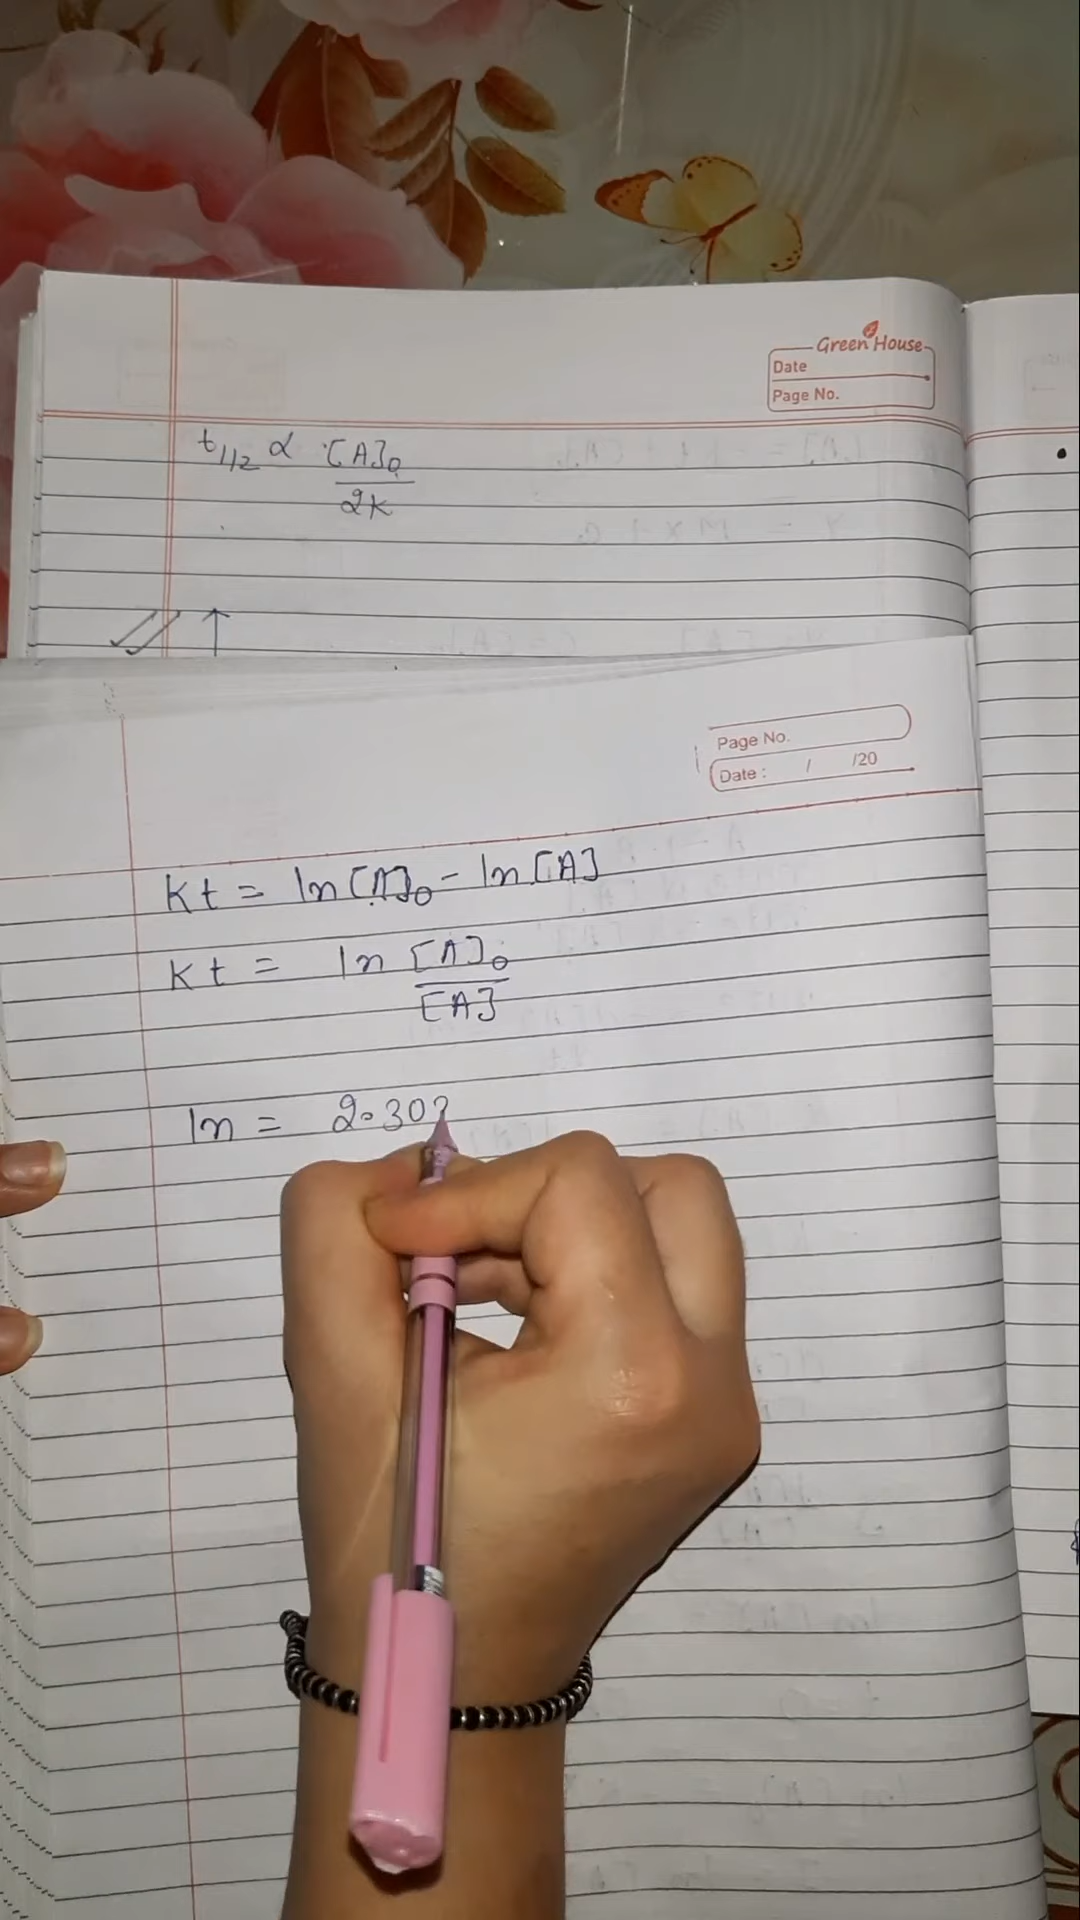 Green House
Date
Page No.
t1/2 α [A]0
2k
Page No.
Date : / /20
Kt = ln [A]0 - ln [A]
Kt = ln [A]0
[A]
ln = 2.303